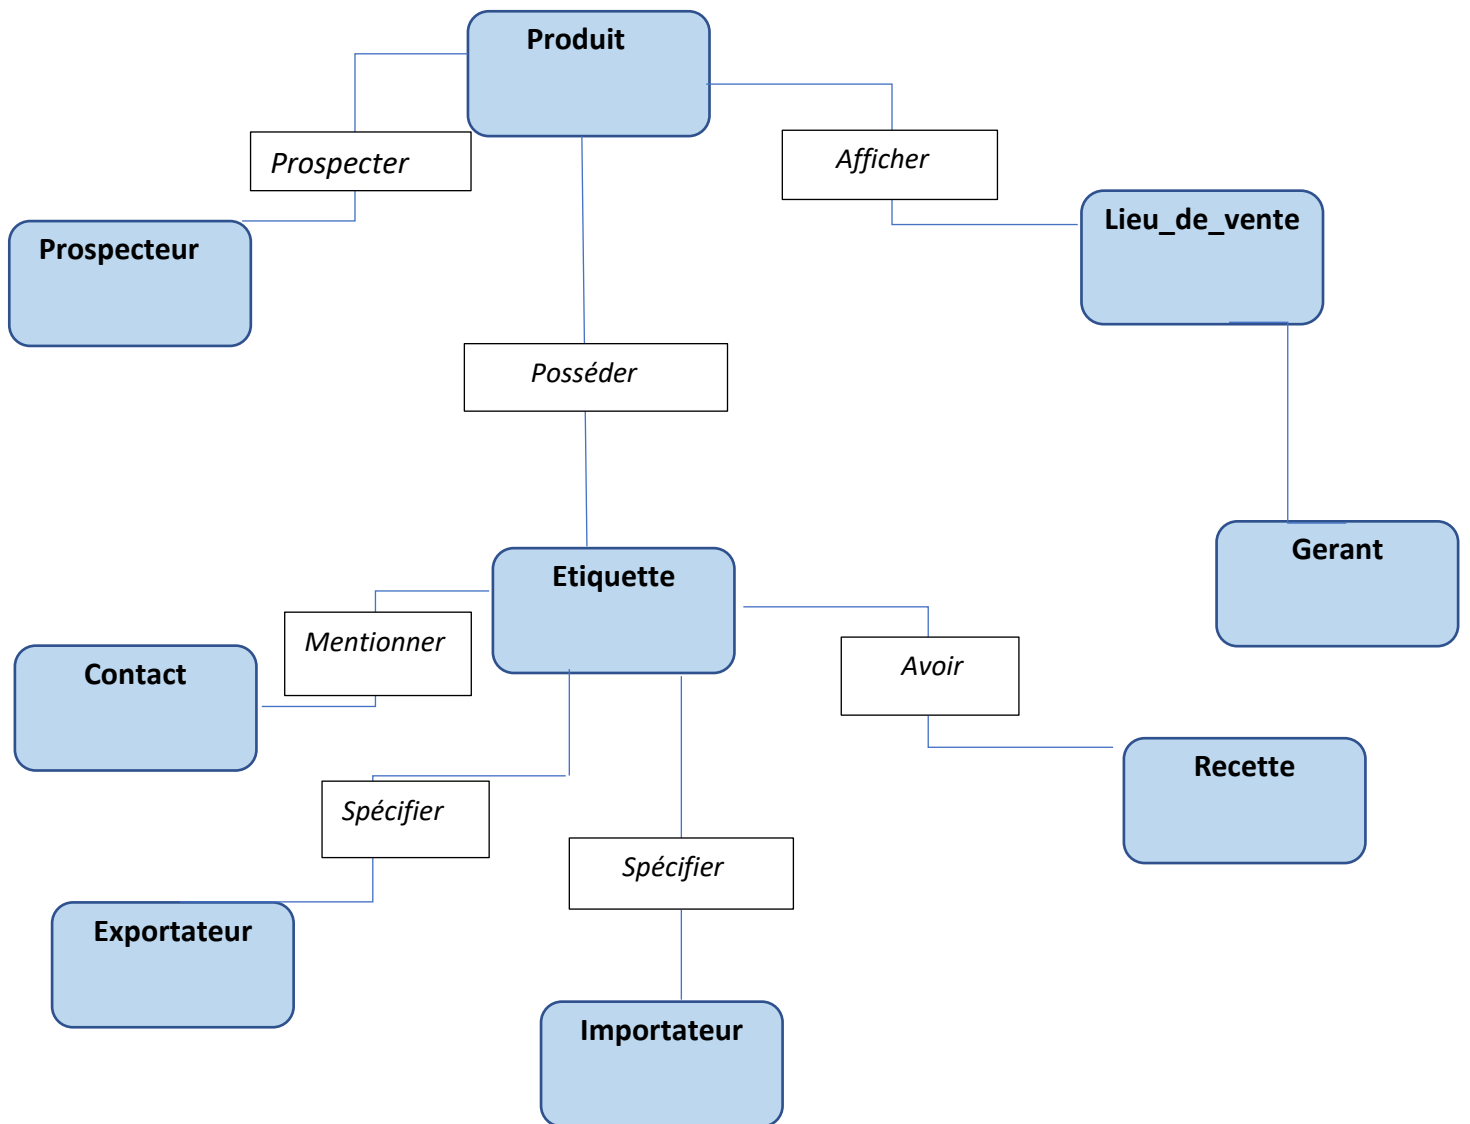 Produit
Prospecter
Afficher
Lieu_de_vente
Prospecteur
Posséder
Gerant
Etiquette
Mentionner
Avoir
Contact
Recette
Spécifier
Spécifier
Exportateur
Importateur